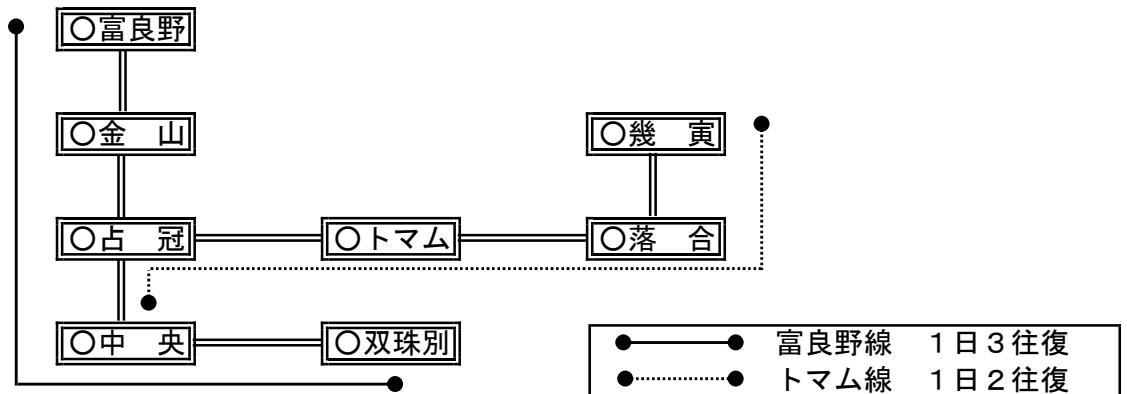 ○富良野
○金　山
○幾　寅
○占　冠
○トマム
○落　合
○中　央
○双珠別
富良野線　１日３往復
トマム線　１日２往復